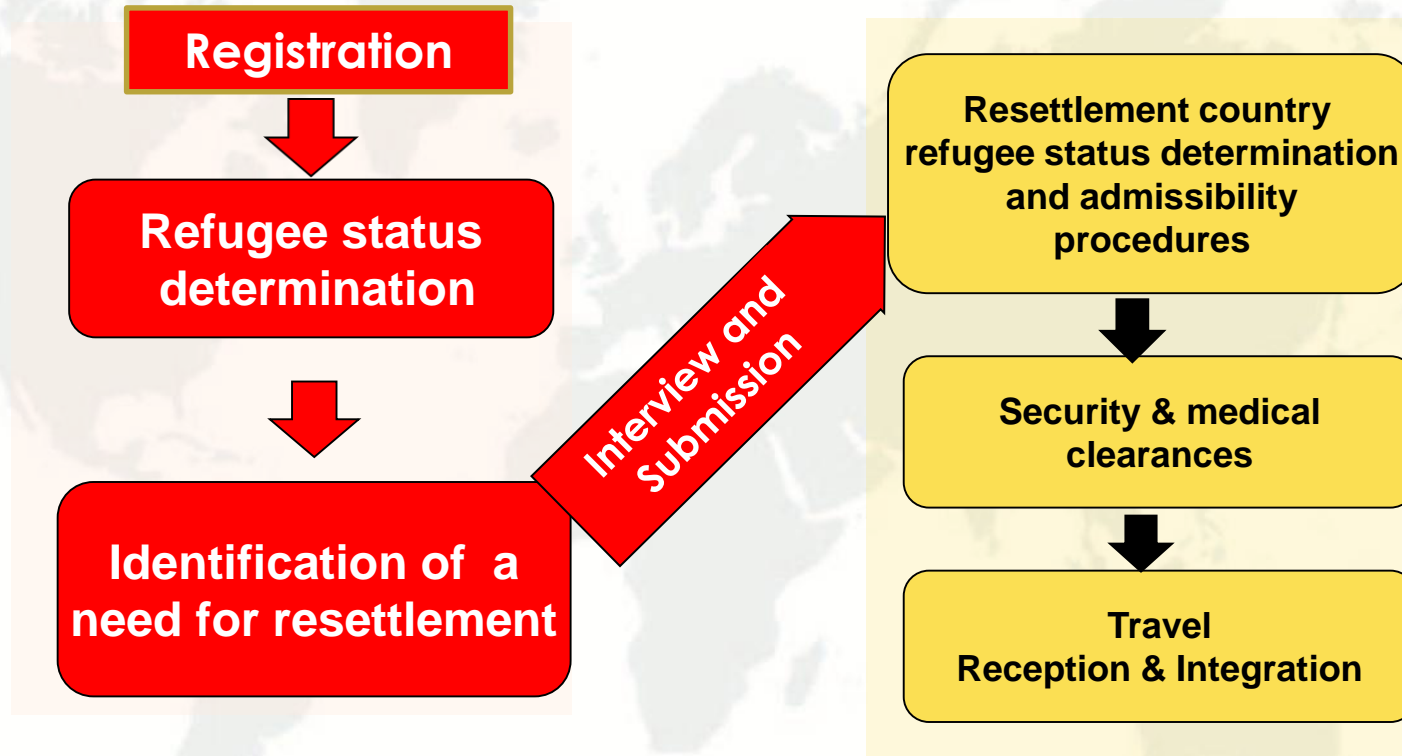 Registration
Refugee status
determination
Identification of a
need for resettlement
Interview and
Submission
Resettlement country
refugee status determination
and admissibility
procedures
Security & medical
clearances
Travel
Reception & Integration